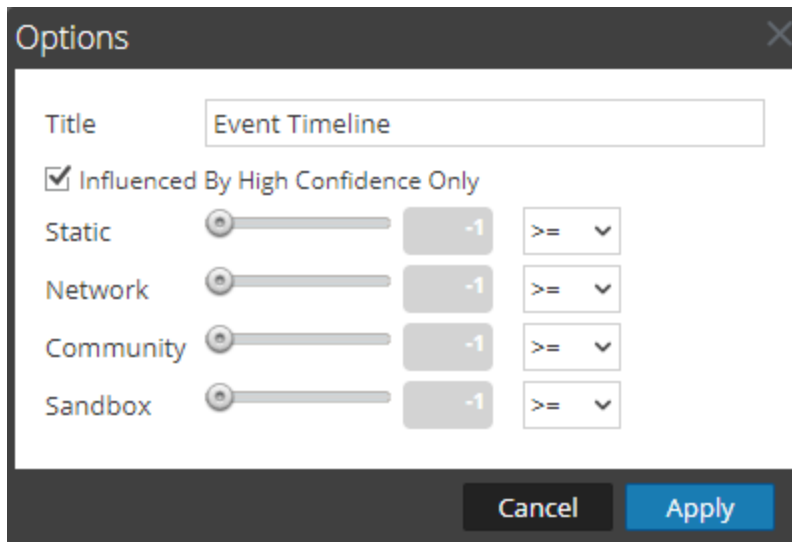 Options
Title Event Timeline
Influenced By High Confidence Only
Static -1 >=
Network -1 >=
Community -1 >=
Sandbox -1 >=
Cancel Apply